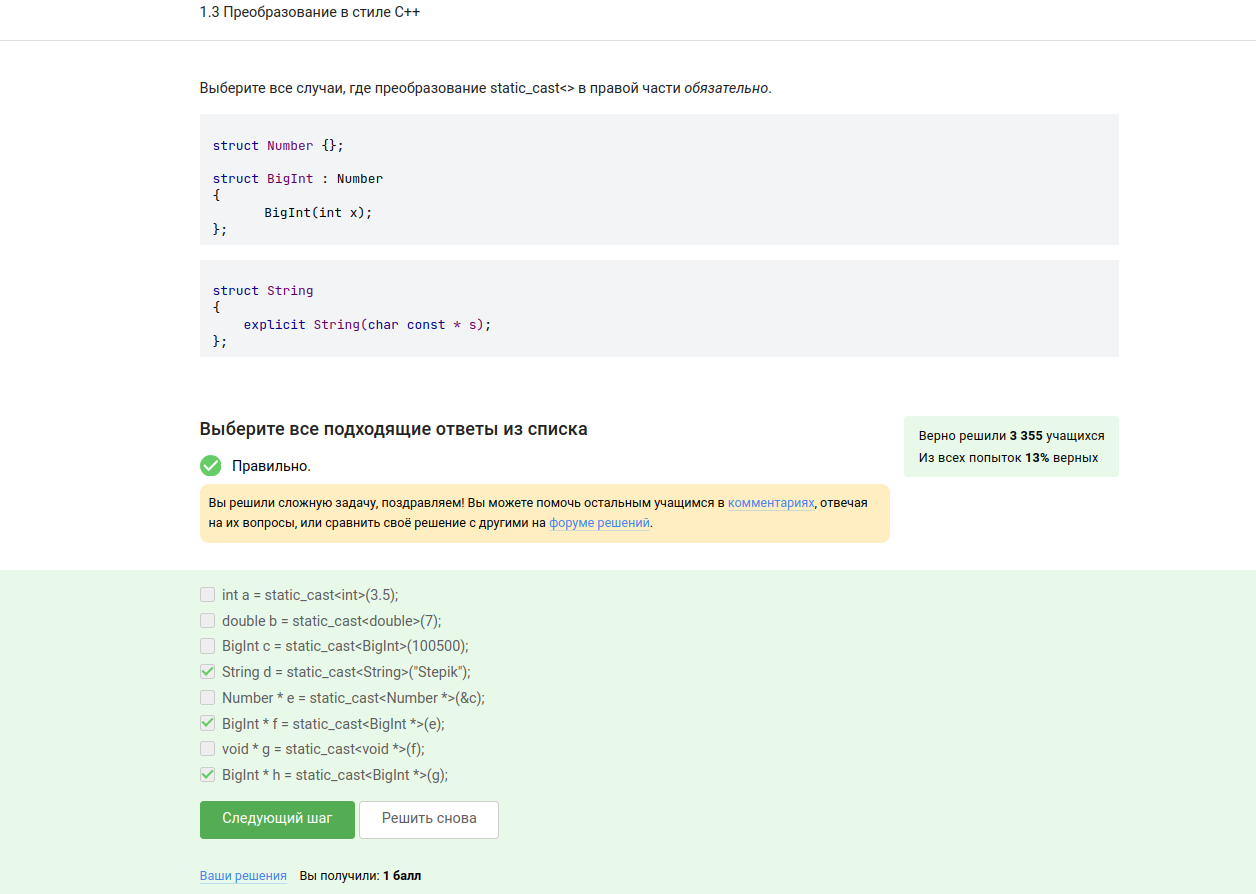 1.3 Преобразование в стиле C++
Выберите все случаи, где преобразование static_cast<> в правой части обязательно.
struct Number {};
struct BigInt : Number
{
BigInt(int x);
};
struct String
{
explicit String(char const * s);
};
Выберите все подходящие ответы из списка
Верно решили 3 355 учащихся
Из всех попыток 13% верных
Правильно.
Вы решили сложную задачу, поздравляем! Вы можете помочь остальным учащимся в комментариях, отвечая
на их вопросы, или сравнить своё решение с другими на форуме решений.
int a = static_cast<int>(3.5);
double b = static_cast<double>(7);
BigInt c = static_cast<BigInt>(100500);
String d = static_cast<String>("Stepik");
Number * e = static_cast<Number *>(&c);
BigInt * f = static_cast<BigInt *>(e);
void * g = static_cast<void *>(f);
BigInt * h = static_cast<BigInt *>(g);
Следующий шаг
Решить снова
Ваши решения Вы получили: 1 балл